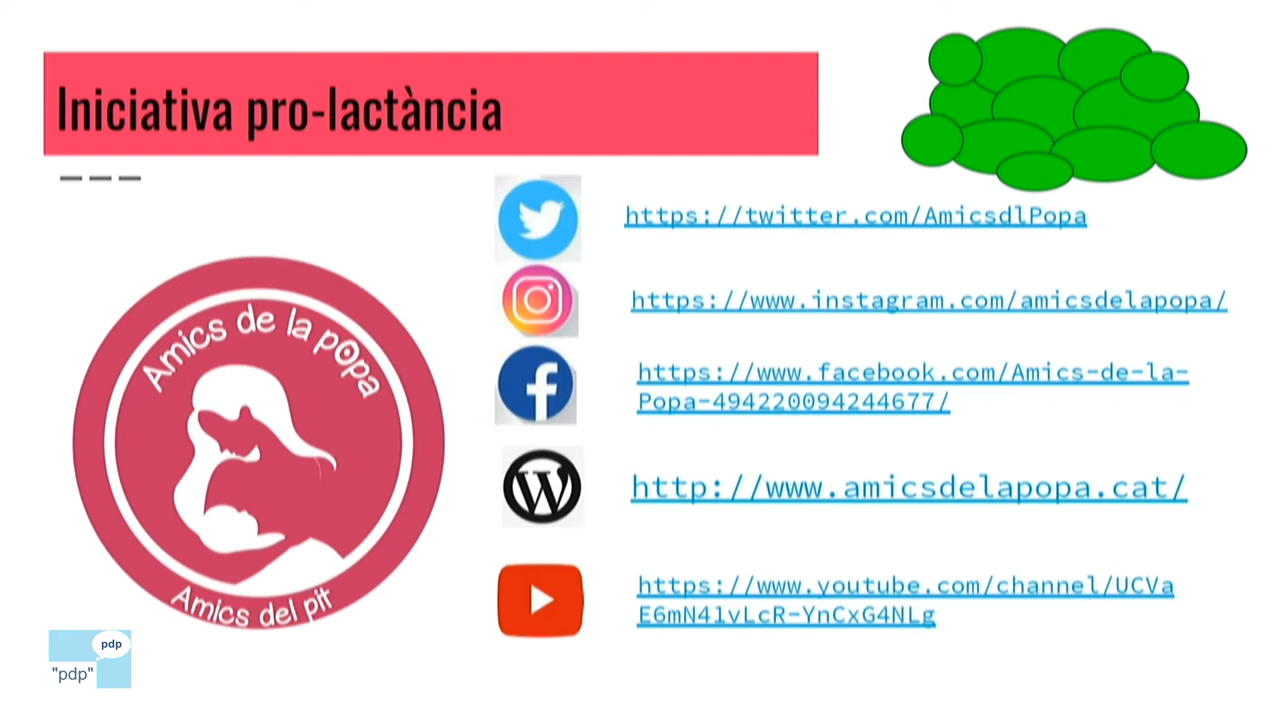 Iniciativa pro-lactància
https://twitter.com/AmicsdlPopa
https://www.instagram.com/amicsdelapopa/
https://www.facebook.com/Amics-de-la-
Popa-494220094244677/
http://www.amicsdelapopa.cat/
https://www.youtube.com/channel/UCVa
E6mN41vLcR-YnCxG4NLg
Amics de la popa
Amics del pit
pdp
"pdp"